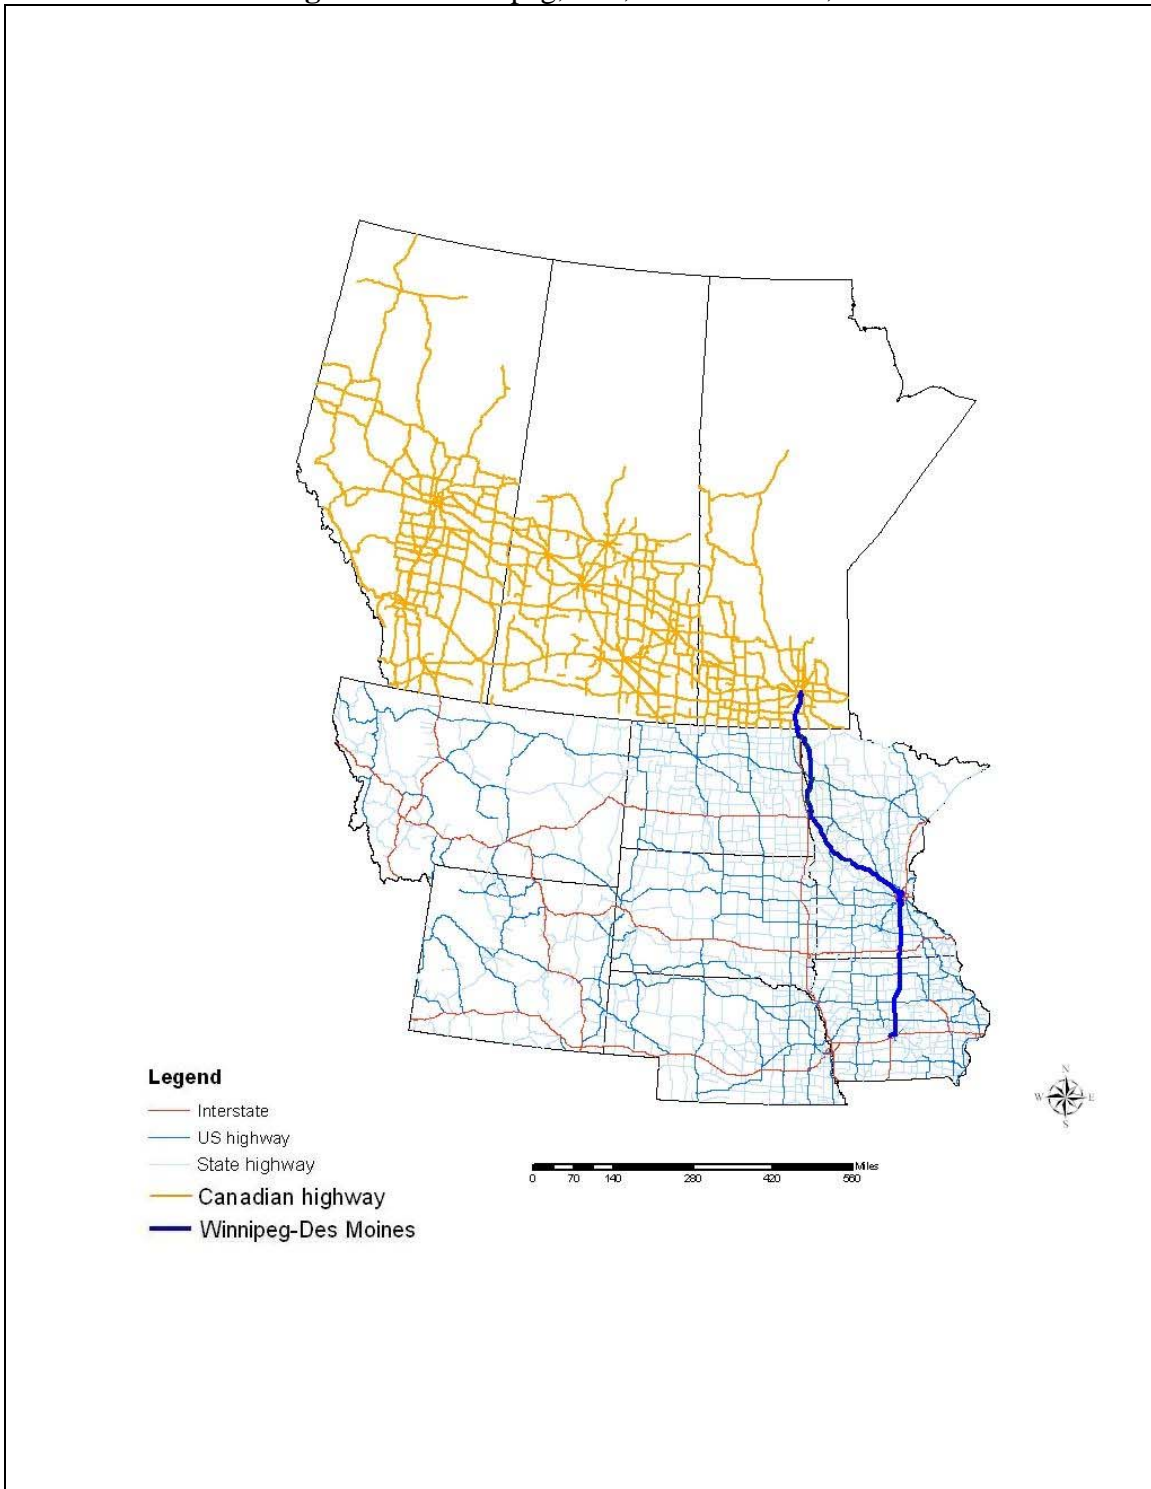 Legend
Interstate
US highway
State highway
Canadian highway
Winnipeg-Des Moines
0 70 140 280 420 560
Miles
N
W E
S